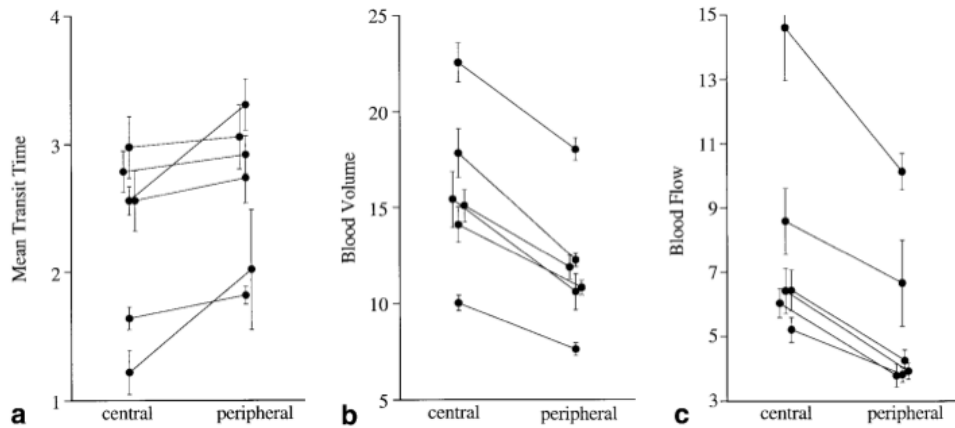 Mean Transit Time
4
3
2
1
central
peripheral
a
Blood Volume
25
20
15
10
5
central
peripheral
b
Blood Flow
15
13
11
9
7
5
3
central
peripheral
c